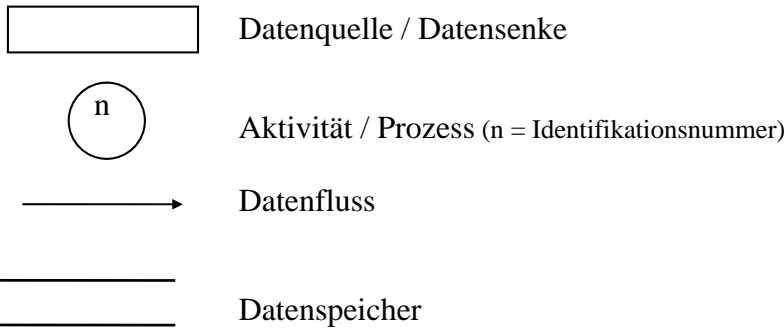 Datenquelle / Datensenke
n
Aktivität / Prozess (n = Identifikationsnummer)
Datenfluss
Datenspeicher